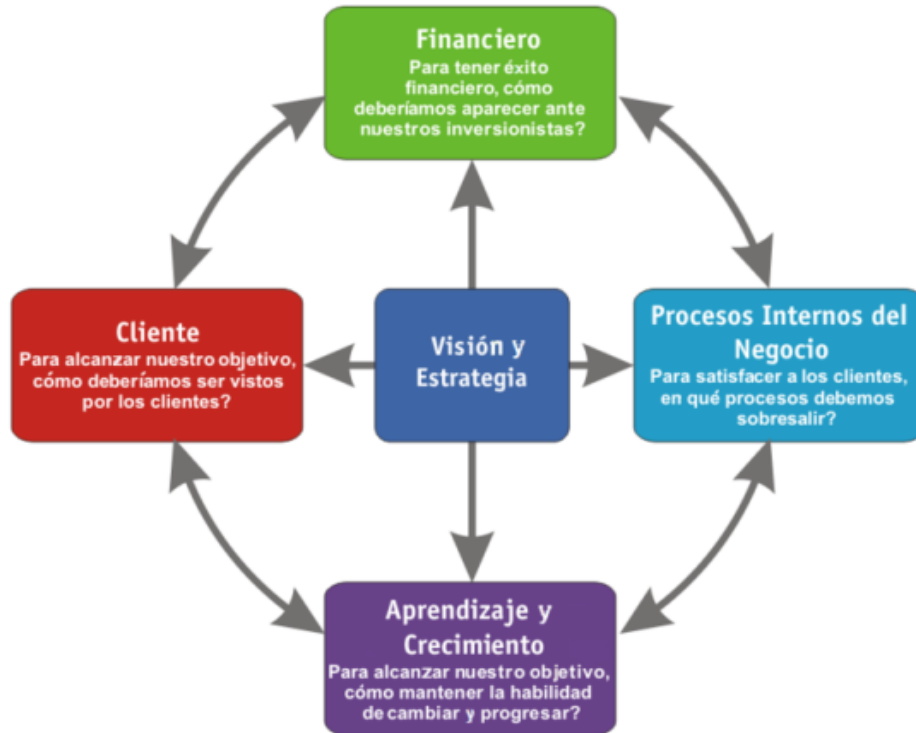 Financiero
Para tener éxito
financiero, cómo
deberíamos aparecer ante
nuestros inversionistas?
Cliente
Para alcanzar nuestro objetivo,
cómo deberíamos ser vistos
por los clientes?
Visión y
Estrategia
Procesos Internos del
Negocio
Para satisfacer a los clientes,
en qué procesos debemos
sobresalir?
Aprendizaje y
Crecimiento
Para alcanzar nuestro objetivo,
cómo mantener la habilidad
de cambiar y progresar?